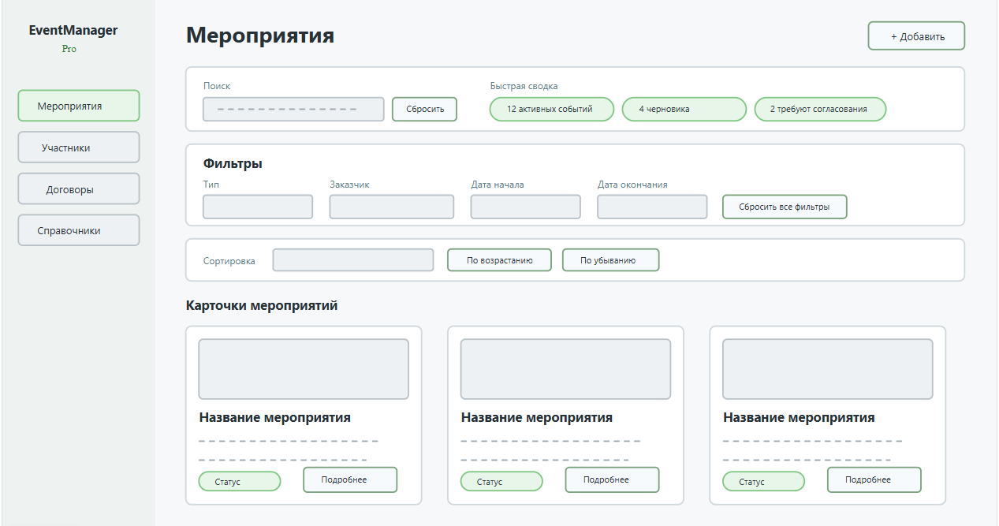 EventManager
Pro
Мероприятия
Участники
Договоры
Справочники
Мероприятия
+ Добавить
Поиск
Сбросить
Быстрая сводка
12 активных событий
4 черновика
2 требуют согласования
Фильтры
Тип
Заказчик
Дата начала
Дата окончания
Сбросить все фильтры
Сортировка
По возрастанию
По убыванию
Карточки мероприятий
Название мероприятия
Статус
Подробнее
Название мероприятия
Статус
Подробнее
Название мероприятия
Статус
Подробнее